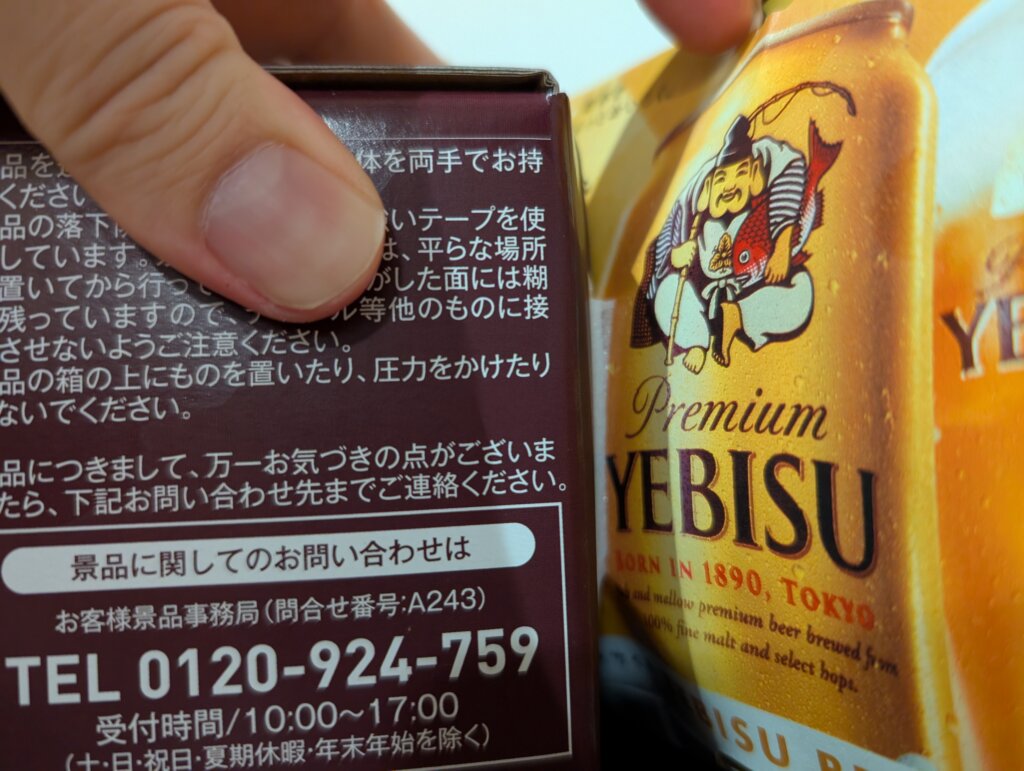 体を両手でお持
ください
品の落下 いテープを使
しています 、平らな場所
置いてから行っ がした面には糊
残っていますので 等他のものに接
させないようご注意ください。
品の箱の上にものを置いたり、圧力をかけたり
ないでください。
品につきまして、万一お気づきの点がございま
たら、下記お問い合わせ先までご連絡ください。
景品に関してのお問い合わせは
お客様景品事務局(問合せ番号:A243)
TEL 0120-924-759
受付時間/10:00〜17:00
(土・日・祝日・夏期休暇・年末年始を除く)
Premium
YEBISU
BORN IN 1890, TOKYO
and mallow premium beer brewed from
100% fine malt and select hops.
BISU BE
YE